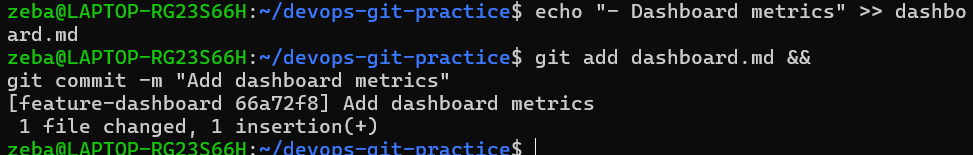 zeba@LAPTOP-RG23S66H:~/devops-git-practice$ echo "- Dashboard metrics" >> dashbo
ard.md
zeba@LAPTOP-RG23S66H:~/devops-git-practice$ git add dashboard.md &&
git commit -m "Add dashboard metrics"
[feature-dashboard 66a72f8] Add dashboard metrics
 1 file changed, 1 insertion(+)
zeba@LAPTOP-RG23S66H:~/devops-git-practice$